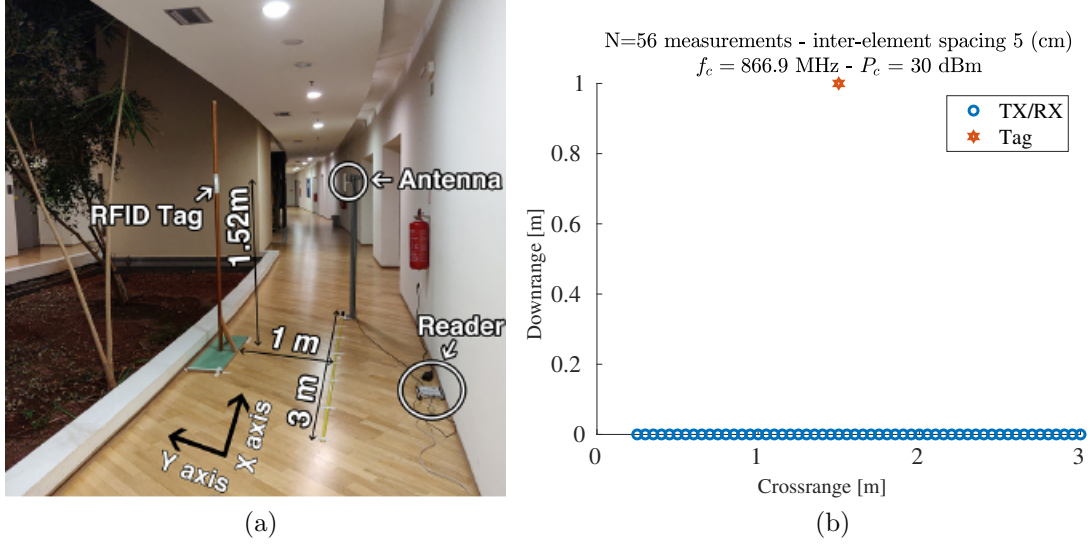 Antenna
RFID Tag
1.52m
Reader
1 m
3 m
X axis
Y axis
(a)
N=56 measurements - inter-element spacing 5 (cm)
f_c = 866.9 MHz - P_c = 30 dBm
TX/RX
Tag
Downrange [m]
1
0.8
0.6
0.4
0.2
0
0 1 2 3
Crossrange [m]
(b)